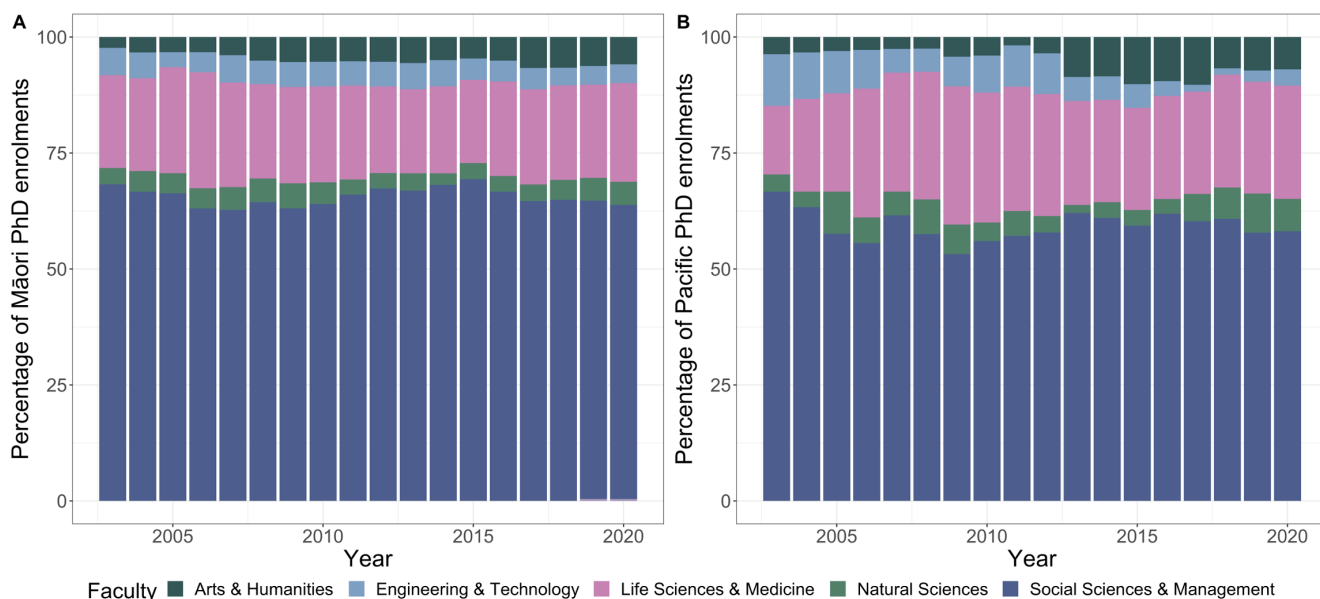 A
Percentage of Māori PhD enrolments
100
75
50
25
0
2005 2010 2015 2020
Year
B
Percentage of Pacific PhD enrolments
100
75
50
25
0
2005 2010 2015 2020
Year
Faculty Arts & Humanities Engineering & Technology Life Sciences & Medicine Natural Sciences Social Sciences & Management